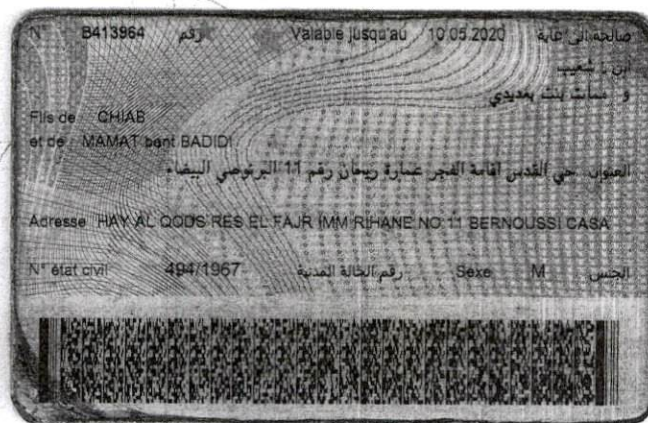 N° B413964 رقم Valable jusqu'au 10.05.2020 صالحة إلى غاية
ابن : شعيب
و ممات بنت بعديدي
Fils de CHIAB
et de MAMAT bent BADIDI
العنوان حي القدس اقامة الفجر عمارة ريحان رقم 11 البرنوصي البيضاء
Adresse HAY AL QODS RES EL FAJR IMM RIHANE NO 11 BERNOUSSI CASA
N° état civil 494/1967 رقم الحالة المدنية Sexe M الجنس